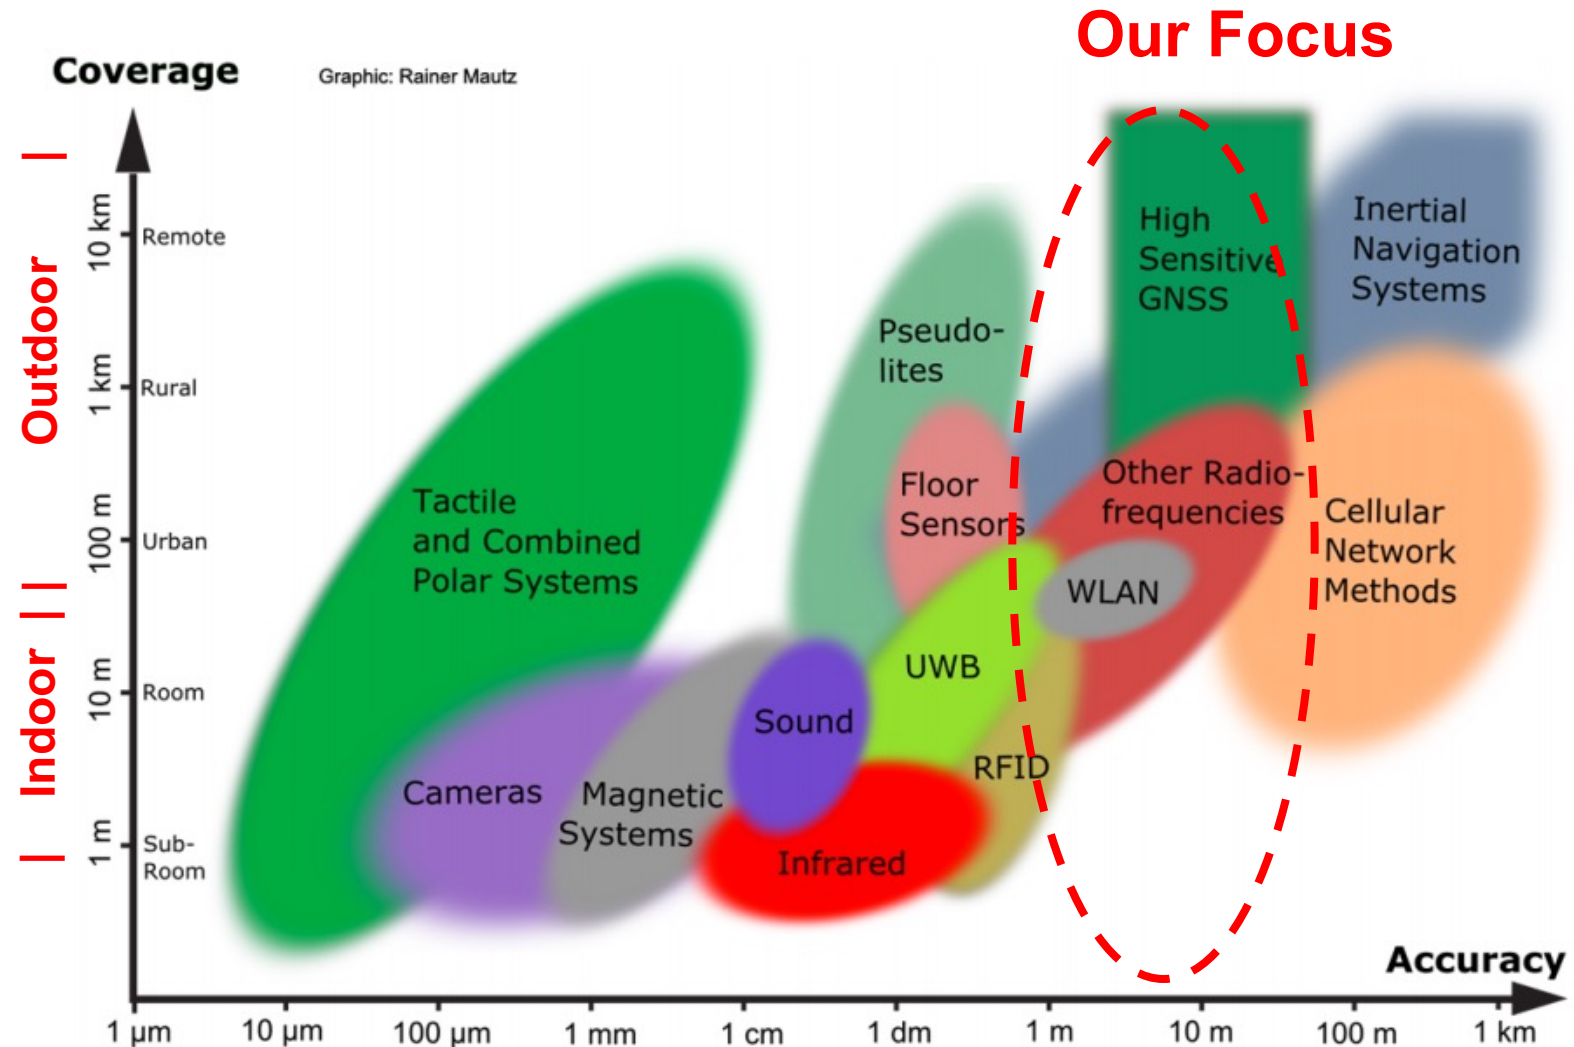 Our Focus
Coverage
Graphic: Rainer Mautz
| Outdoor |
| Indoor |
10 km
1 km
100 m
10 m
1 m
Remote
Rural
Urban
Room
Sub-
Room
High
Sensitive
GNSS
Inertial
Navigation
Systems
Pseudo-
lites
Floor
Sensors
Other Radio-
frequencies
Tactile
and Combined
Polar Systems
Cellular
Network
Methods
WLAN
UWB
Sound
RFID
Cameras
Magnetic
Systems
Infrared
Accuracy
1 µm
10 µm
100 µm
1 mm
1 cm
1 dm
1 m
10 m
100 m
1 km